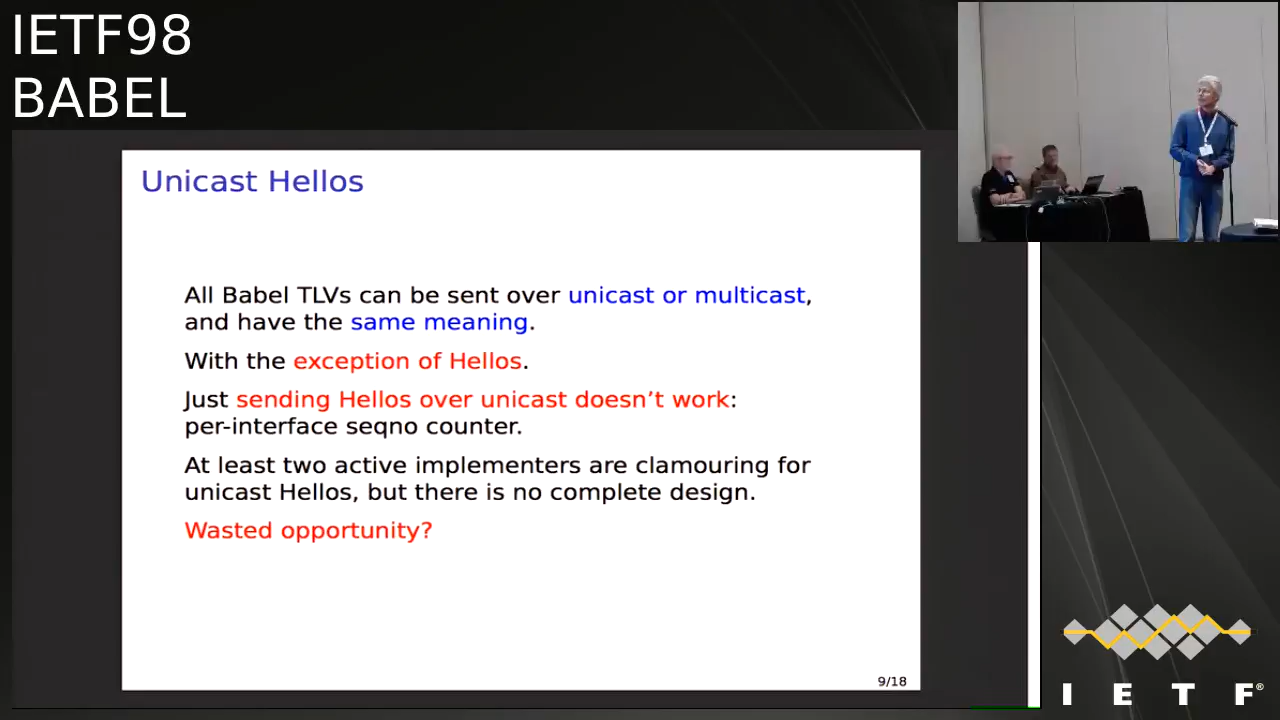 IETF98
BABEL
Unicast Hellos
All Babel TLVs can be sent over unicast or multicast,
and have the same meaning.
With the exception of Hellos.
Just sending Hellos over unicast doesn't work:
per-interface seqno counter.
At least two active implementers are clamouring for
unicast Hellos, but there is no complete design.
Wasted opportunity?
9/18
I E T F®